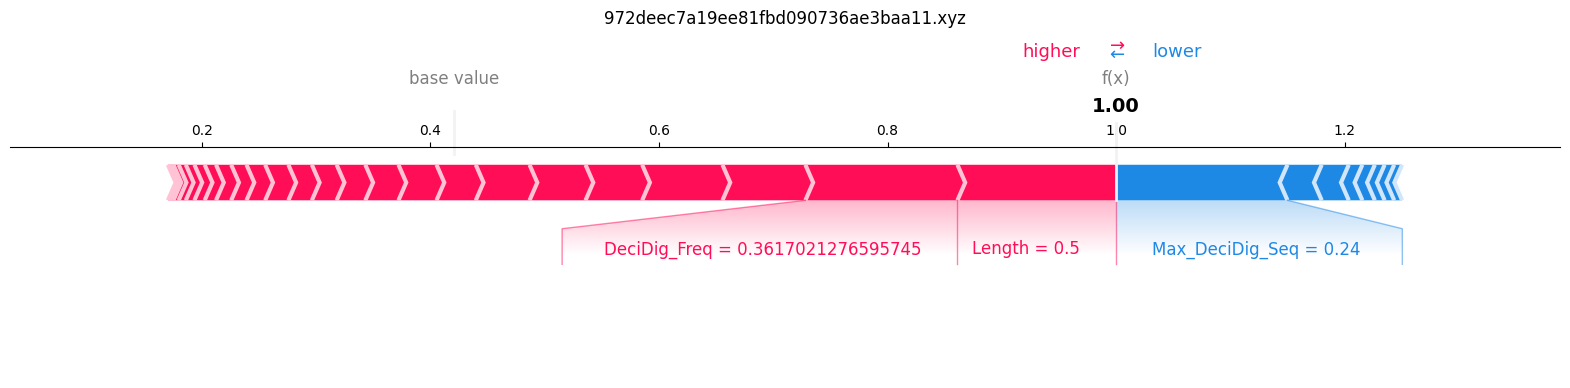 972deec7a19ee81fbd090736ae3baa11.xyz
higher ⇄ lower
base value f(x)
1.00
0.2 0.4 0.6 0.8 1.0 1.2
DeciDig_Freq = 0.3617021276595745 Length = 0.5 Max_DeciDig_Seq = 0.24